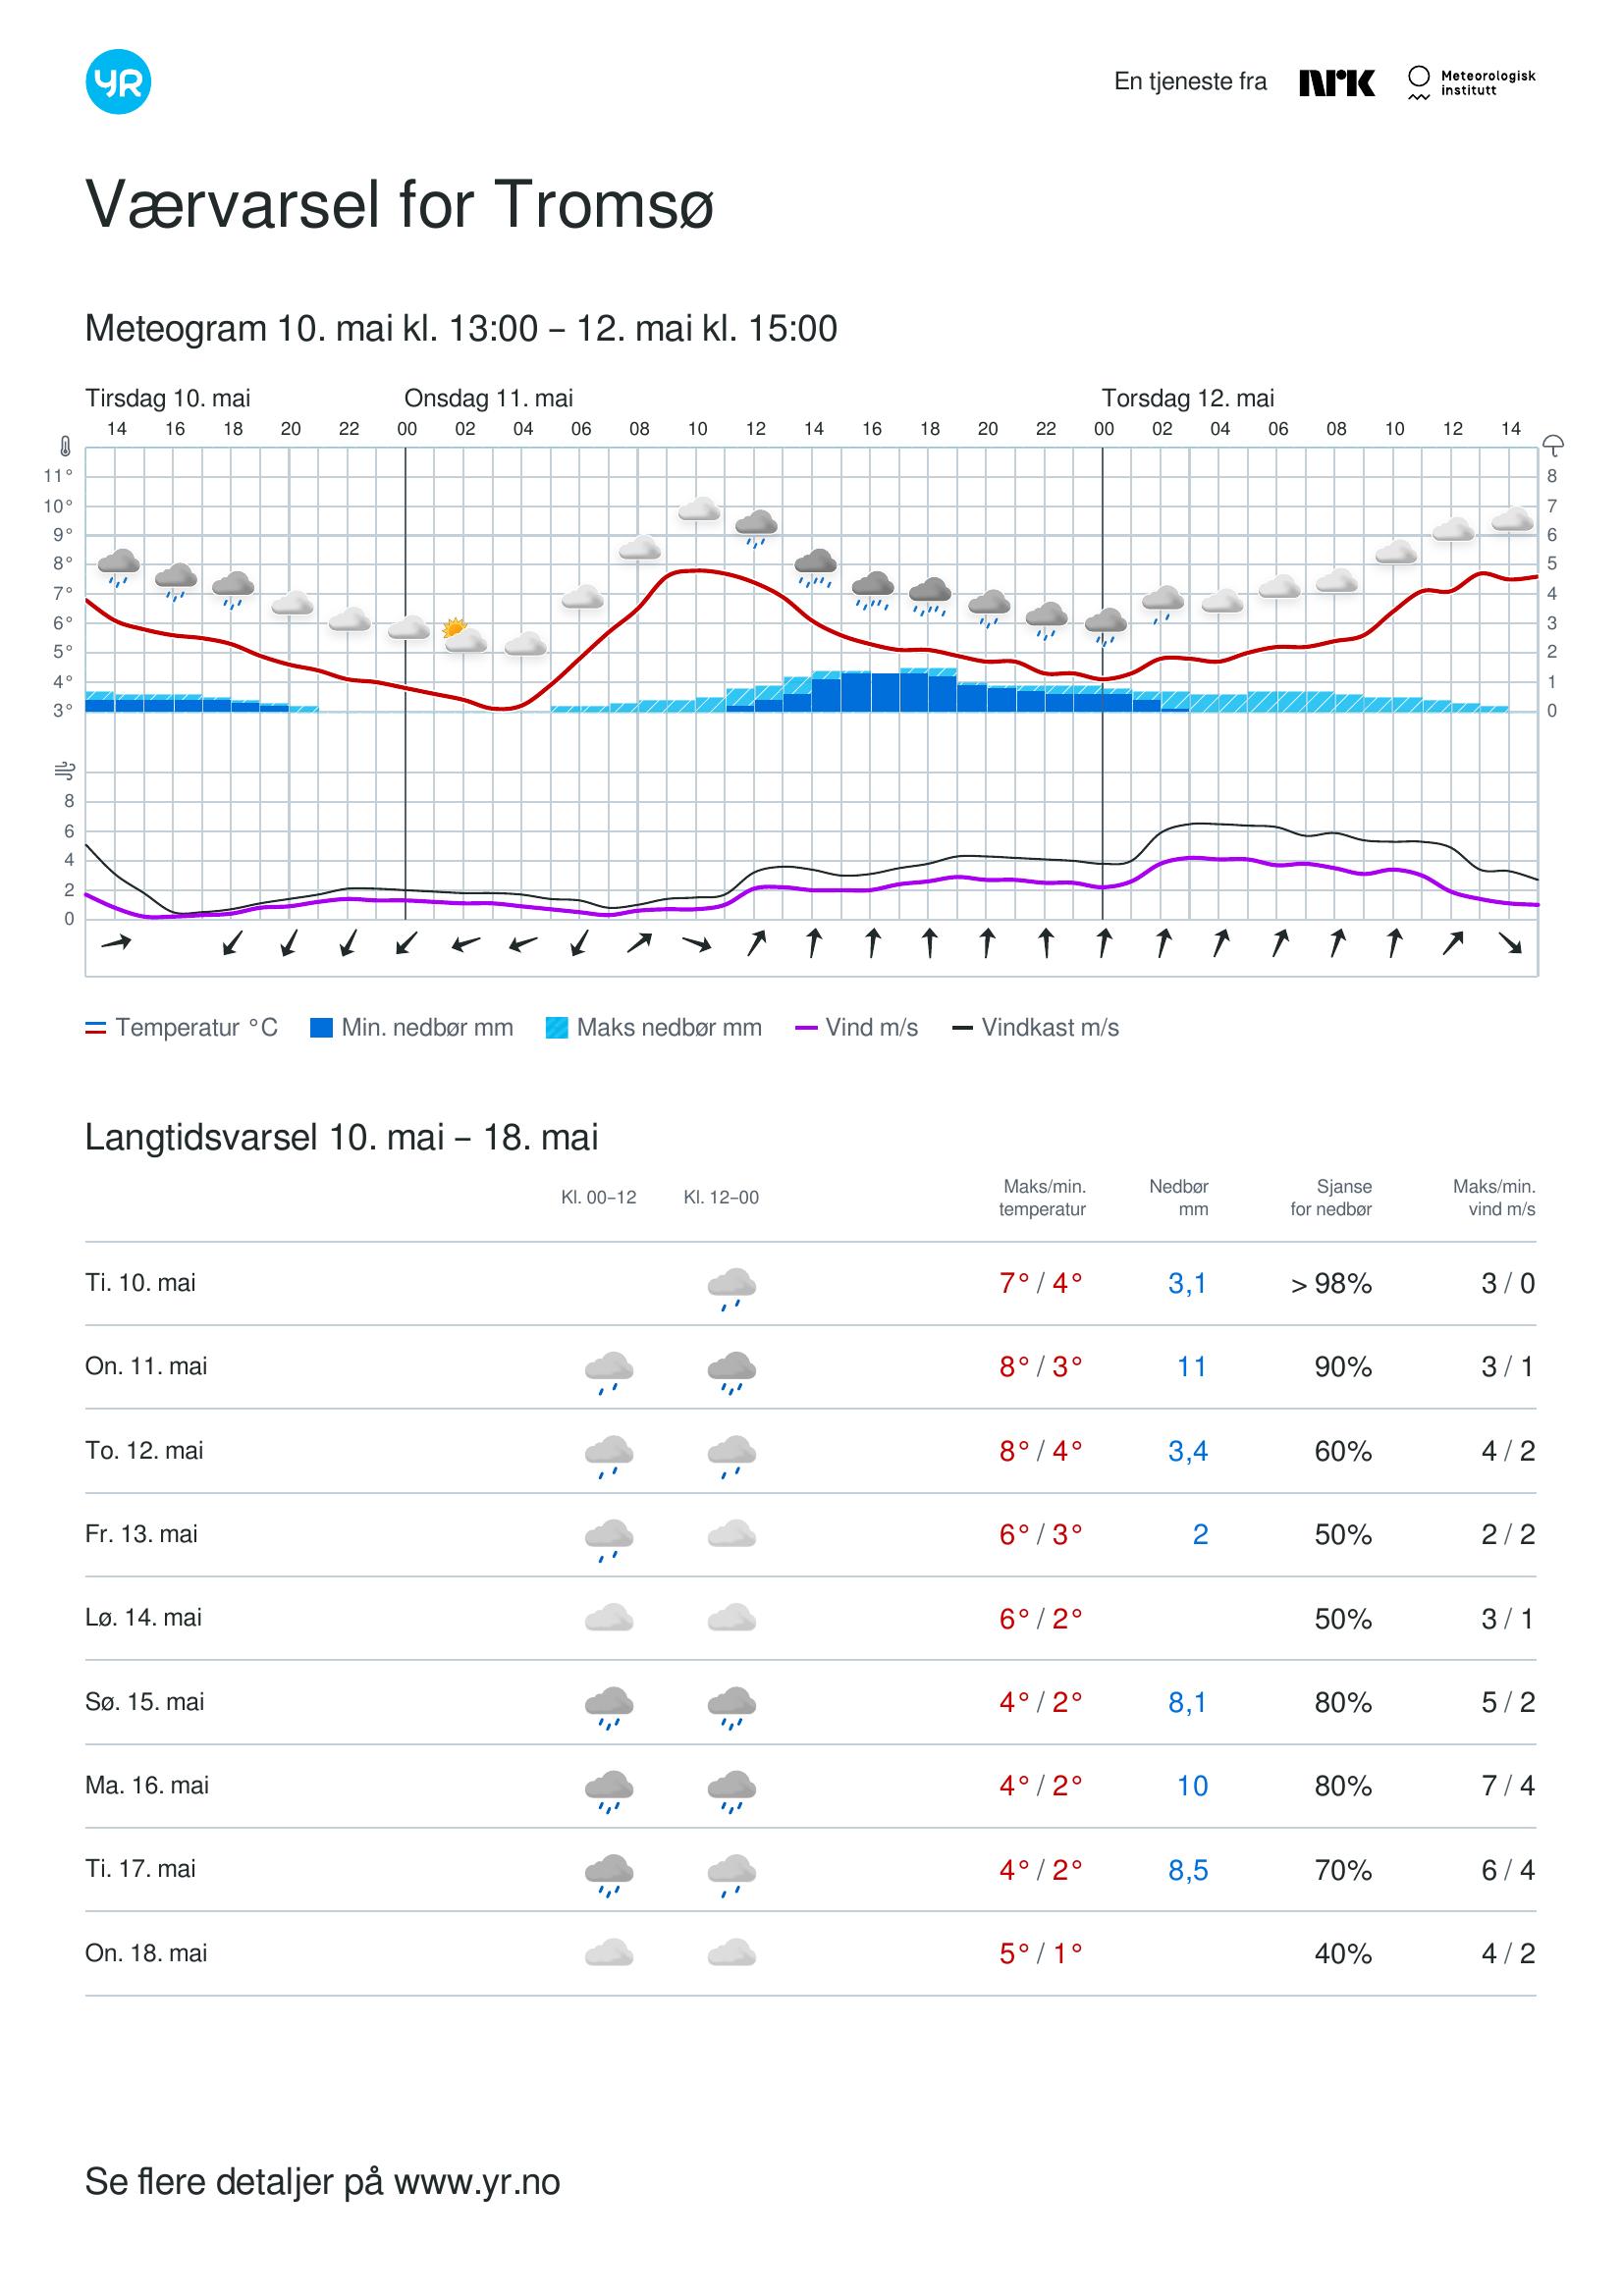 YR
En tjeneste fra NRK Meteorologisk institutt
Værvarsel for Tromsø
Meteogram 10. mai kl. 13:00 – 12. mai kl. 15:00
Tirsdag 10. mai Onsdag 11. mai Torsdag 12. mai
14 16 18 20 22 00 02 04 06 08 10 12 14 16 18 20 22 00 02 04 06 08 10 12 14
11° 8
10° 7
9° 6
8° 5
7° 4
6° 3
5° 2
4° 1
3° 0
8
6
4
2
0
Temperatur °C Min. nedbør mm Maks nedbør mm Vind m/s Vindkast m/s
Langtidsvarsel 10. mai – 18. mai
Kl. 00–12 Kl. 12–00 Maks/min. temperatur Nedbør mm Sjanse for nedbør Maks/min. vind m/s
Ti. 10. mai 7° / 4° 3,1 > 98% 3 / 0
On. 11. mai 8° / 3° 11 90% 3 / 1
To. 12. mai 8° / 4° 3,4 60% 4 / 2
Fr. 13. mai 6° / 3° 2 50% 2 / 2
Lø. 14. mai 6° / 2° 50% 3 / 1
Sø. 15. mai 4° / 2° 8,1 80% 5 / 2
Ma. 16. mai 4° / 2° 10 80% 7 / 4
Ti. 17. mai 4° / 2° 8,5 70% 6 / 4
On. 18. mai 5° / 1° 40% 4 / 2
Se flere detaljer på www.yr.no